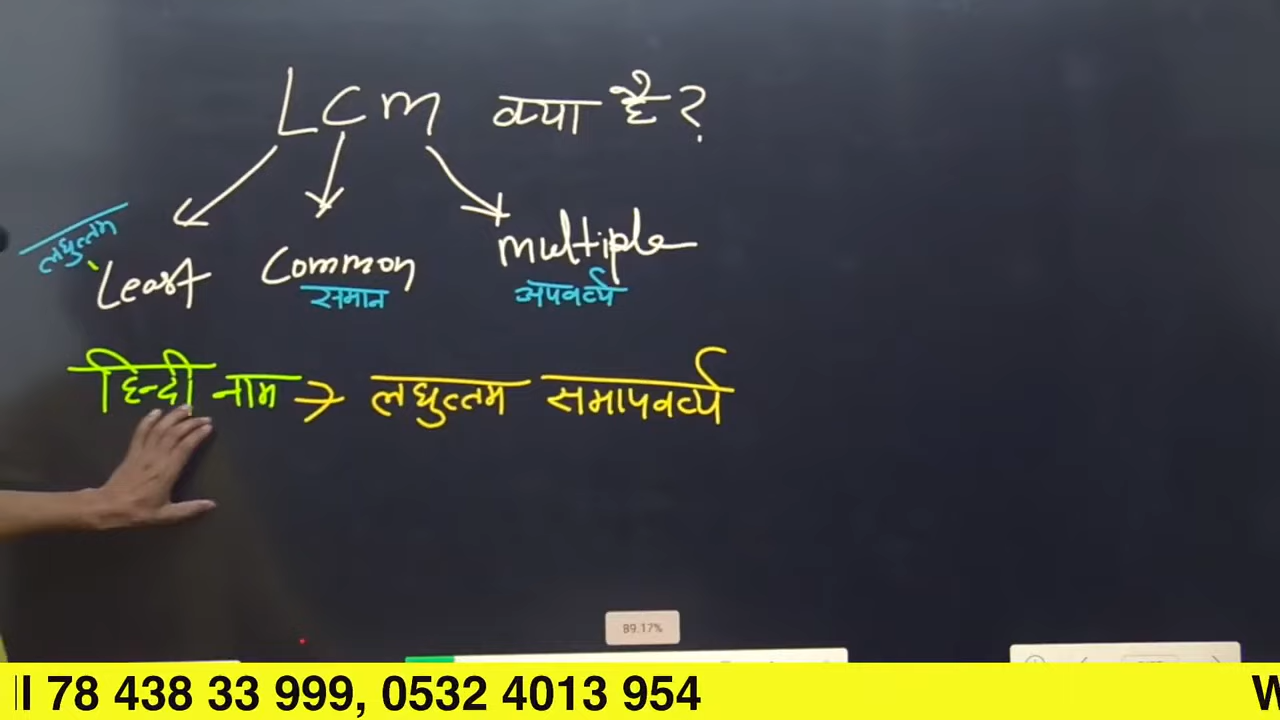 LCM क्या है?
लघुत्तम
Least Common multiple
समान अपवर्त्य
हिन्दी नाम → लघुत्तम समापवर्त्य
89.17%
78 438 33 999, 0532 4013 954